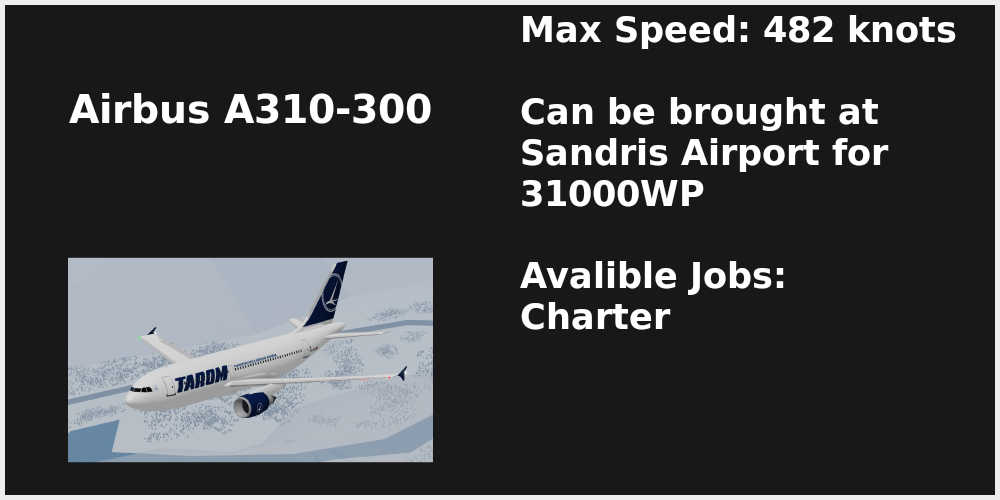 Airbus A310-300
Max Speed: 482 knots
Can be brought at
Sandris Airport for
31000WP
Avalible Jobs:
Charter
TAROM